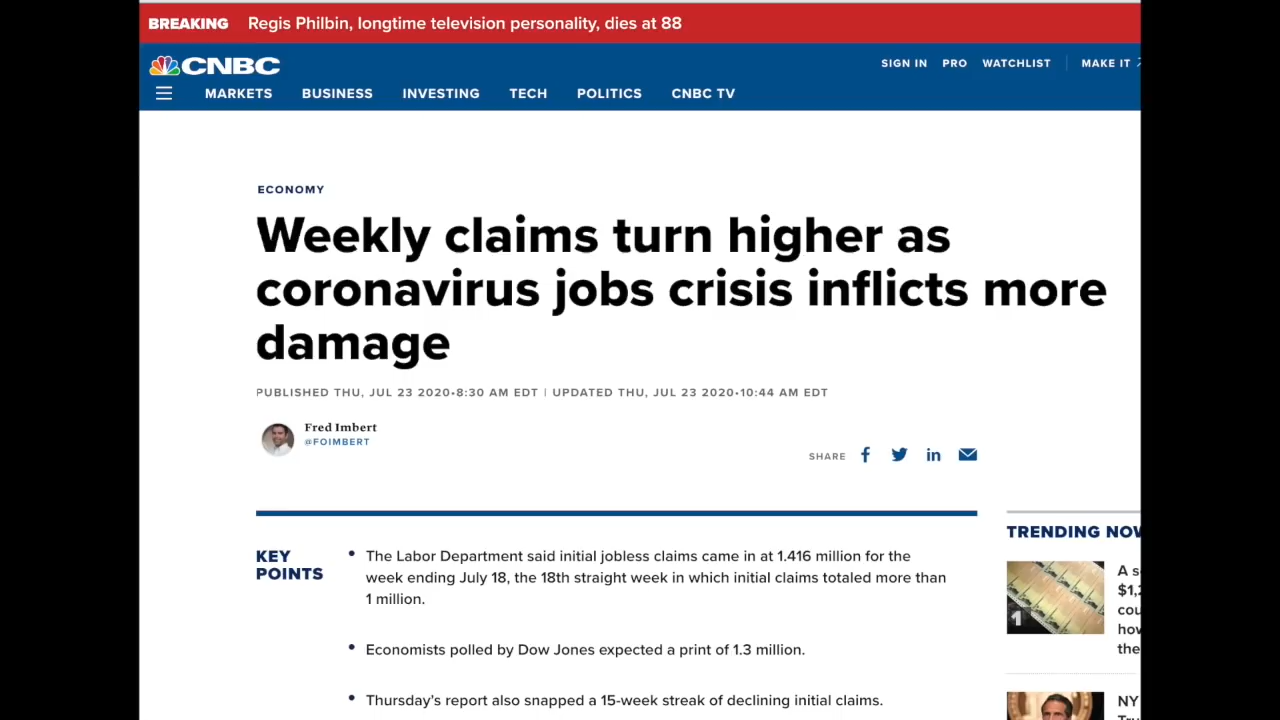 BREAKING Regis Philbin, longtime television personality, dies at 88
CNBC
SIGN IN PRO WATCHLIST MAKE IT
MARKETS BUSINESS INVESTING TECH POLITICS CNBC TV
ECONOMY
Weekly claims turn higher as
coronavirus jobs crisis inflicts more
damage
PUBLISHED THU, JUL 23 2020•8:30 AM EDT | UPDATED THU, JUL 23 2020•10:44 AM EDT
Fred Imbert
@FOIMBERT
SHARE
KEY
POINTS
• The Labor Department said initial jobless claims came in at 1.416 million for the
week ending July 18, the 18th straight week in which initial claims totaled more than
1 million.
• Economists polled by Dow Jones expected a print of 1.3 million.
• Thursday's report also snapped a 15-week streak of declining initial claims.
TRENDING
1
A
NY